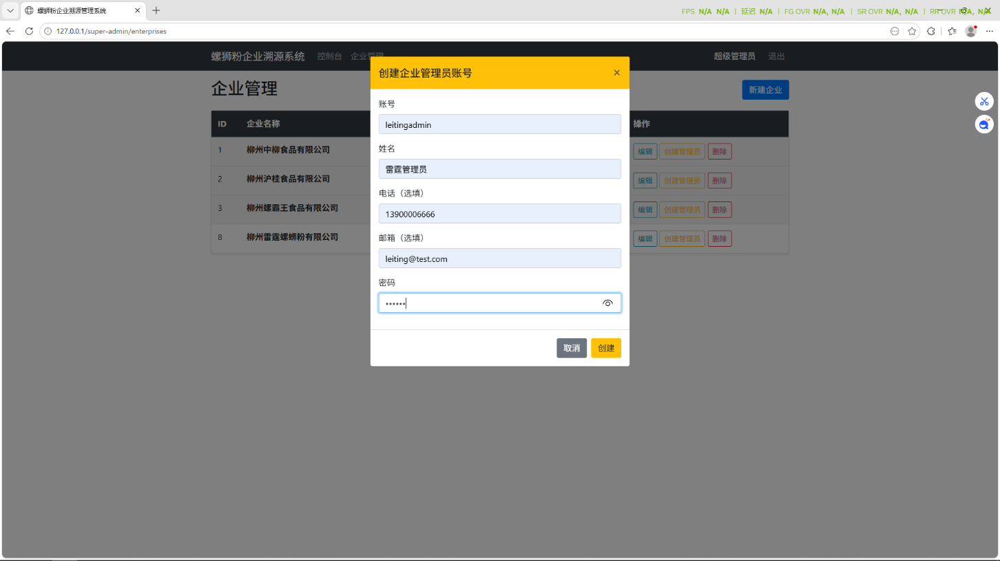 螺蛳粉企业溯源管理系统
FPS N/A N/A | 延迟 N/A | FG OVR N/A, N/A | SR OVR N/A, N/A | RR OVR N/A, N/A
127.0.0.1/super-admin/enterprises
螺狮粉企业溯源系统 控制台 企业管理 超级管理员 退出
创建企业管理员账号 ×
企业管理 新建企业
账号
leitingadmin
ID 企业名称 操作
姓名
1 柳州中柳食品有限公司 编辑 创建管理员 删除
雷霆管理员
2 柳州沪桂食品有限公司 编辑 创建管理员 删除
电话（选填）
13900006666
3 柳州螺霸王食品有限公司 编辑 创建管理员 删除
邮箱（选填）
8 柳州雷霆螺蛳粉有限公司 编辑 创建管理员 删除
leiting@test.com
密码
••••••
取消 创建